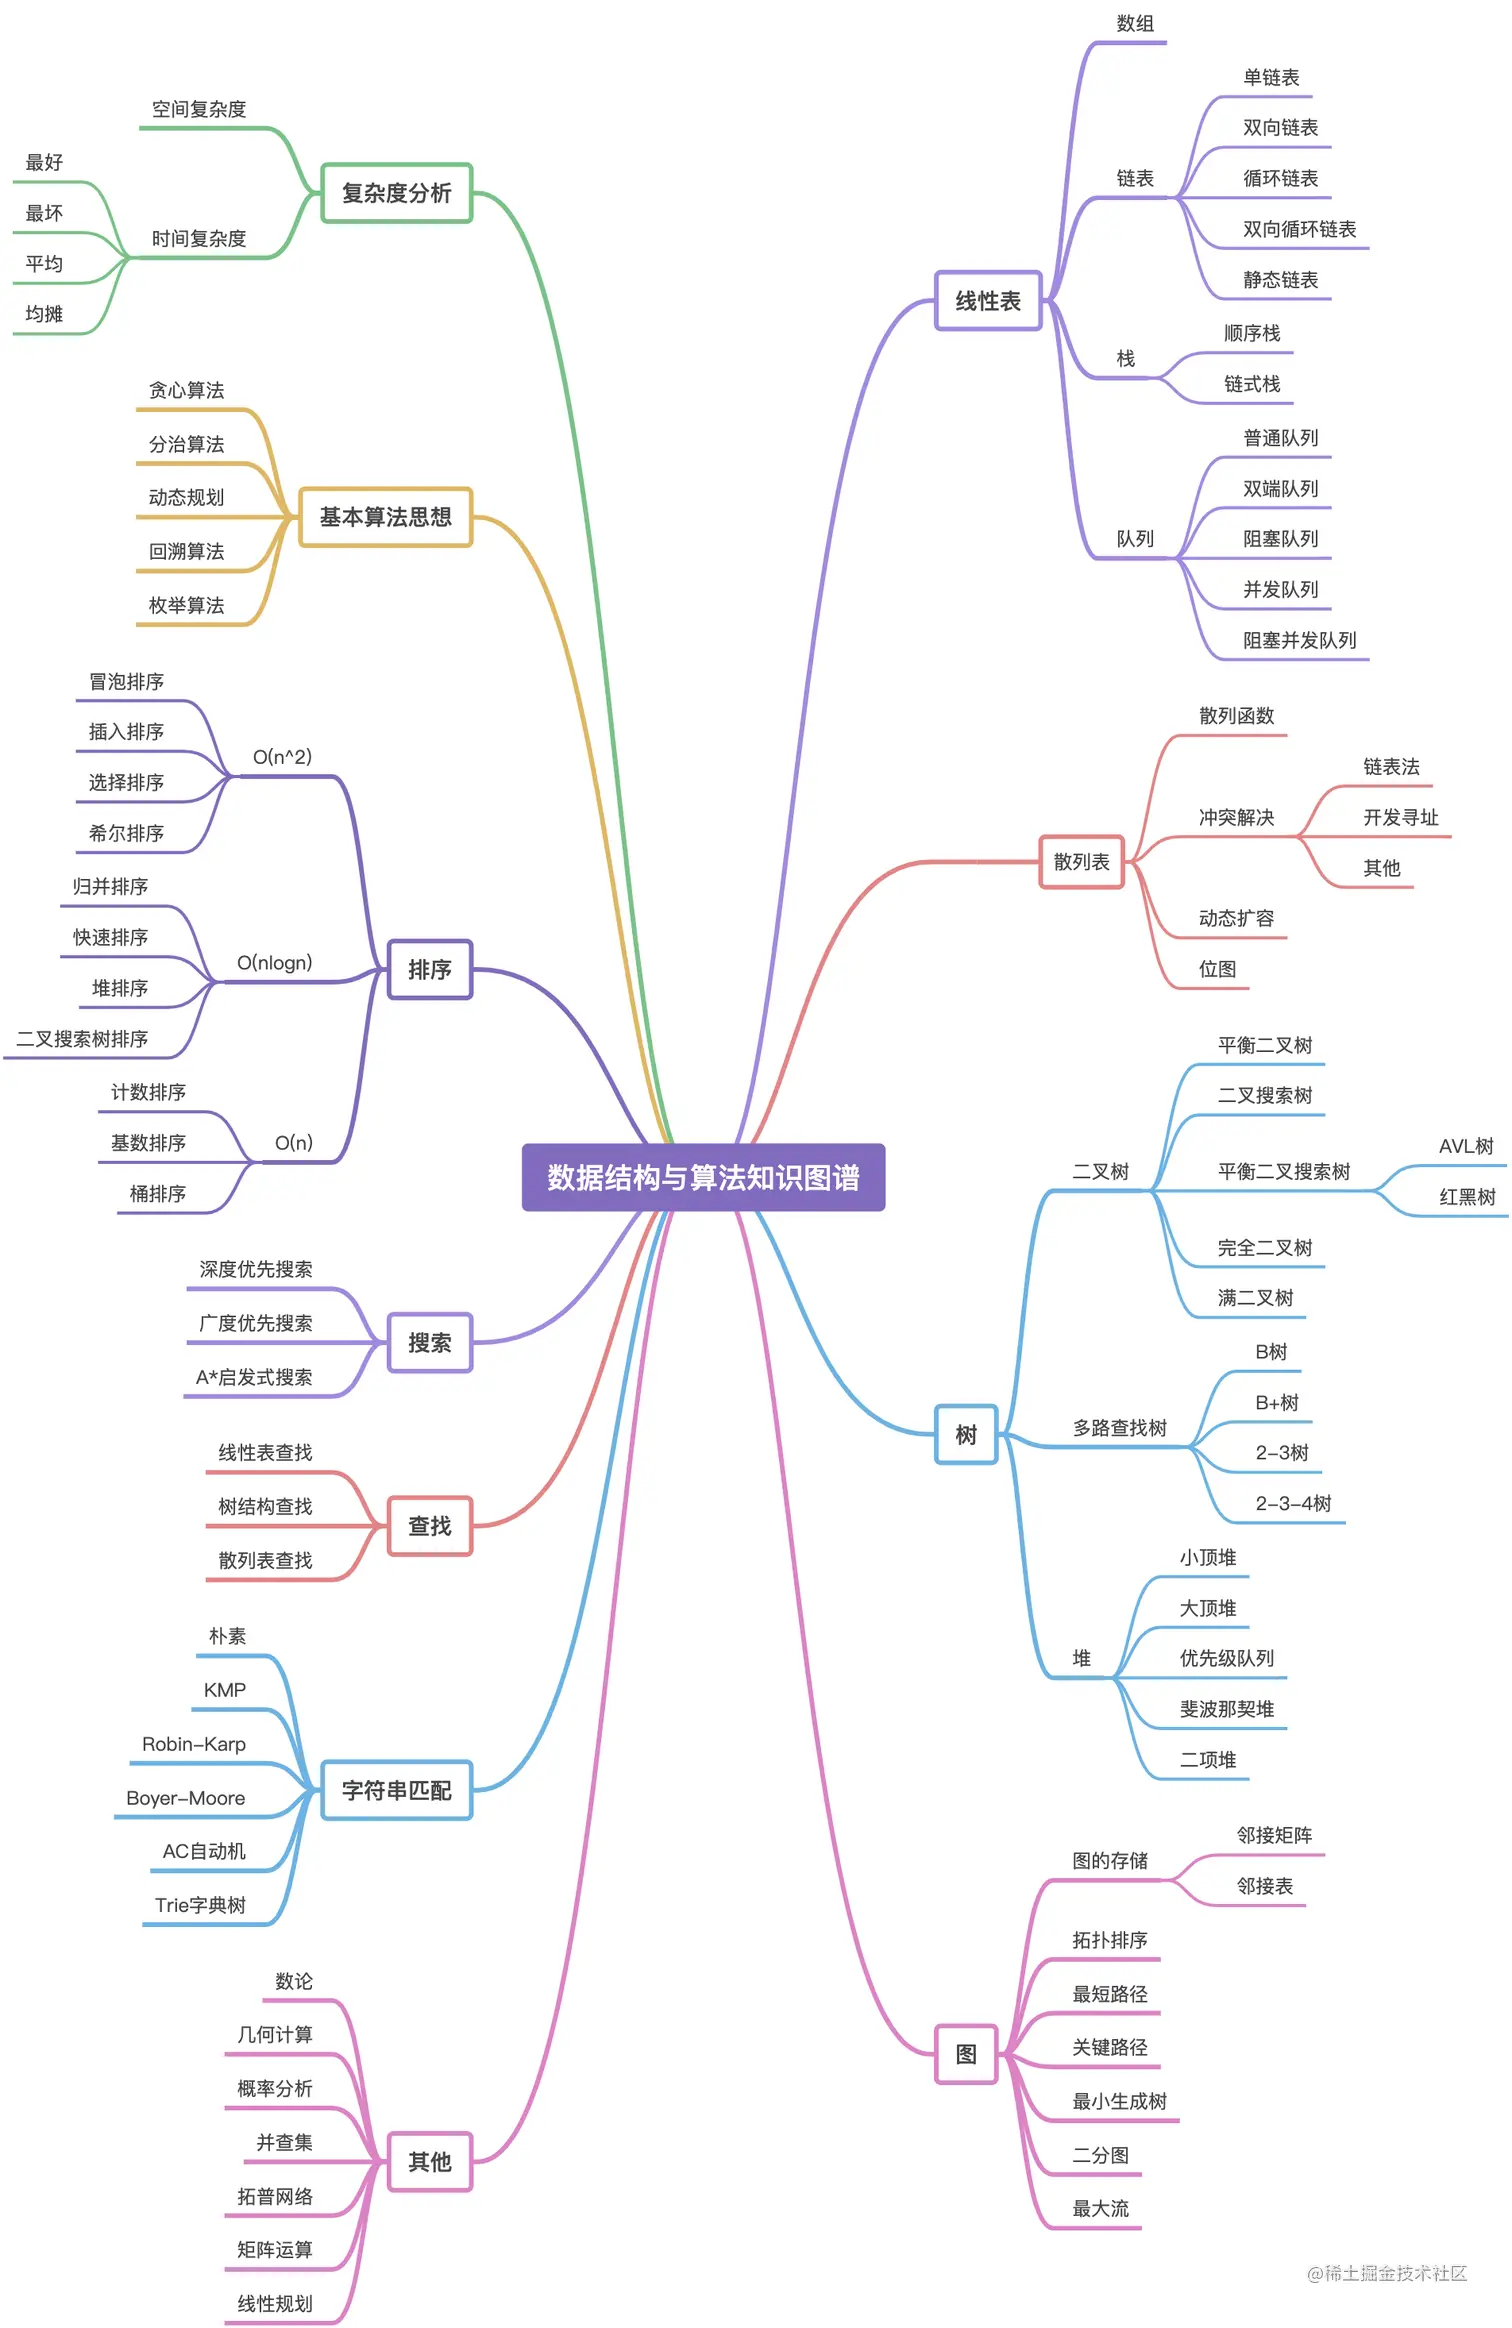 数据结构与算法知识图谱
复杂度分析
空间复杂度
时间复杂度
最好
最坏
平均
均摊
基本算法思想
贪心算法
分治算法
动态规划
回溯算法
枚举算法
排序
O(n^2)
冒泡排序
插入排序
选择排序
希尔排序
O(nlogn)
归并排序
快速排序
堆排序
二叉搜索树排序
O(n)
计数排序
基数排序
桶排序
搜索
深度优先搜索
广度优先搜索
A*启发式搜索
查找
线性表查找
树结构查找
散列表查找
字符串匹配
朴素
KMP
Robin-Karp
Boyer-Moore
AC自动机
Trie字典树
其他
数论
几何计算
概率分析
并查集
拓普网络
矩阵运算
线性规划
线性表
数组
链表
单链表
双向链表
循环链表
双向循环链表
静态链表
栈
顺序栈
链式栈
队列
普通队列
双端队列
阻塞队列
并发队列
阻塞并发队列
散列表
散列函数
冲突解决
链表法
开发寻址
其他
动态扩容
位图
树
二叉树
平衡二叉树
二叉搜索树
平衡二叉搜索树
AVL树
红黑树
完全二叉树
满二叉树
多路查找树
B树
B+树
2-3树
2-3-4树
堆
小顶堆
大顶堆
优先级队列
斐波那契堆
二项堆
图
图的存储
邻接矩阵
邻接表
拓扑排序
最短路径
关键路径
最小生成树
二分图
最大流
@稀土掘金技术社区